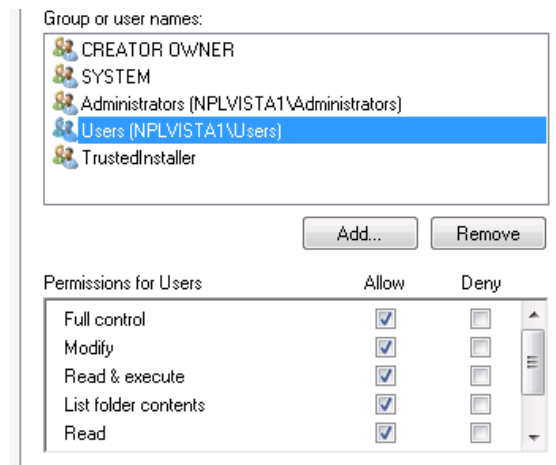 Group or user names:
CREATOR OWNER
SYSTEM
Administrators (NPLVISTA1\Administrators)
Users (NPLVISTA1\Users)
TrustedInstaller
Add... Remove
Permissions for Users Allow Deny
Full control
Modify
Read & execute
List folder contents
Read